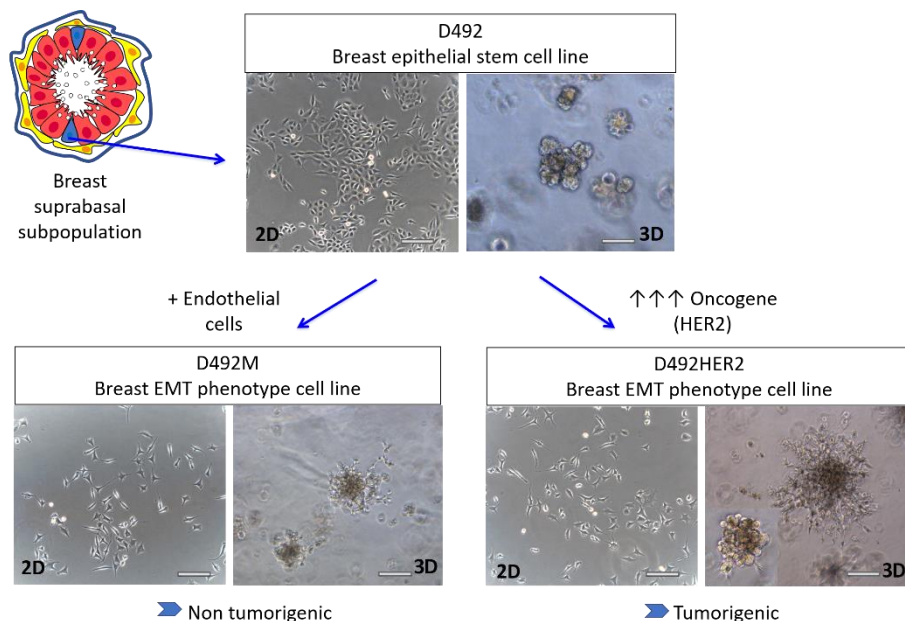 D492
Breast epithelial stem cell line
2D
3D
Breast
suprabasal
subpopulation
+ Endothelial
cells
↑↑↑ Oncogene
(HER2)
D492M
Breast EMT phenotype cell line
2D
3D
Non tumorigenic
D492HER2
Breast EMT phenotype cell line
2D
3D
Tumorigenic